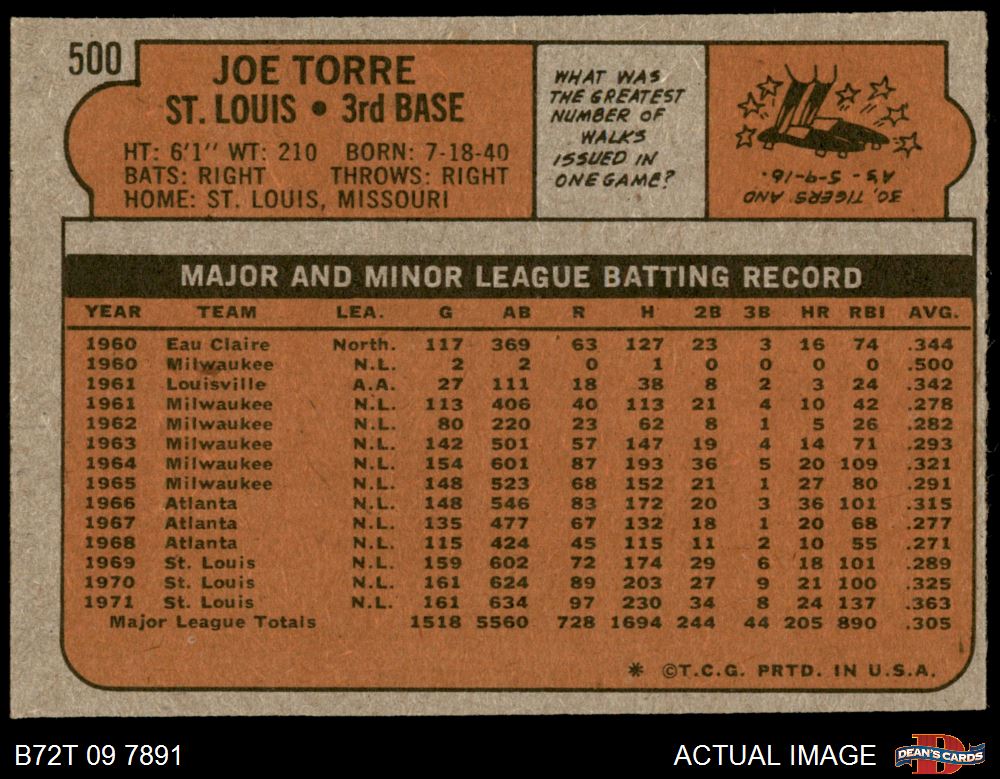 500
JOE TORRE
ST. LOUIS • 3rd BASE
HT: 6'1" WT: 210 BORN: 7-18-40
BATS: RIGHT THROWS: RIGHT
HOME: ST. LOUIS, MISSOURI
WHAT WAS
THE GREATEST
NUMBER OF
WALKS
ISSUED IN
ONE GAME?
30, TIGERS AND
A'S - 5-9-16.
MAJOR AND MINOR LEAGUE BATTING RECORD
YEAR TEAM LEA. G AB R H 2B 3B HR RBI AVG.
1960 Eau Claire North. 117 369 63 127 23 3 16 74 .344
1960 Milwaukee N.L. 2 2 0 1 0 0 0 0 .500
1961 Louisville A.A. 27 111 18 38 8 2 3 24 .342
1961 Milwaukee N.L. 113 406 40 113 21 4 10 42 .278
1962 Milwaukee N.L. 80 220 23 62 8 1 5 26 .282
1963 Milwaukee N.L. 142 501 57 147 19 4 14 71 .293
1964 Milwaukee N.L. 154 601 87 193 36 5 20 109 .321
1965 Milwaukee N.L. 148 523 68 152 21 1 27 80 .291
1966 Atlanta N.L. 148 546 83 172 20 3 36 101 .315
1967 Atlanta N.L. 135 477 67 132 18 1 20 68 .277
1968 Atlanta N.L. 115 424 45 115 11 2 10 55 .271
1969 St. Louis N.L. 159 602 72 174 29 6 18 101 .289
1970 St. Louis N.L. 161 624 89 203 27 9 21 100 .325
1971 St. Louis N.L. 161 634 97 230 34 8 24 137 .363
Major League Totals 1518 5560 728 1694 244 44 205 890 .305
* ©T.C.G. PRTD. IN U.S.A.
B72T 09 7891
ACTUAL IMAGE
DEAN'S CARDS